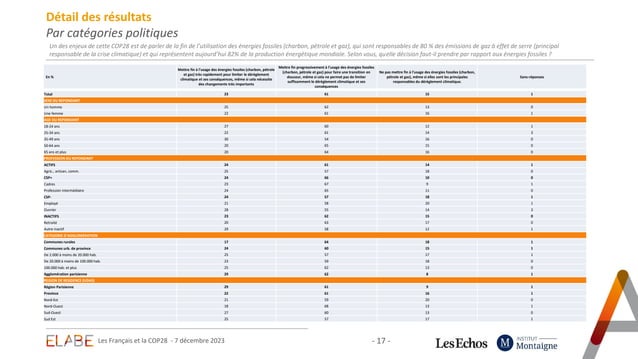 Détail des résultats
Par catégories politiques
Un des enjeux de cette COP28 est de parler de la fin de l'utilisation des énergies fossiles (charbon, pétrole et gaz), qui sont responsables de 80 % des émissions de gaz à effet de serre (principal
responsable de la crise climatique) et qui représentent aujourd'hui 82% de la production énergétique mondiale. Selon vous, quelle décision faut-il prendre par rapport aux énergies fossiles ?
En %
Mettre fin à l'usage des énergies fossiles (charbon, pétrole
et gaz) très rapidement pour limiter le dérèglement
climatique et ses conséquences, même si cela nécessite
des changements très importants
Mettre fin progressivement à l'usage des énergies fossiles
(charbon, pétrole et gaz) pour faire une transition en
douceur, même si cela ne permet pas de limiter
suffisamment le dérèglement climatique et ses
conséquences
Ne pas mettre fin à l'usage des énergies fossiles (charbon,
pétrole et gaz), même si elles sont les principales
responsables du dérèglement climatique.
Sans réponses
Total 23 61 15 1
SEXE DU REPONDANT
Un homme 25 62 13 0
Une femme 22 61 16 1
AGE DU REPONDANT
18-24 ans 27 60 12 1
25-34 ans 22 61 14 3
35-49 ans 30 54 16 0
50-64 ans 20 65 15 0
65 ans et plus 20 64 16 0
PROFESSION DU REPONDANT
ACTIFS 24 61 14 1
Agric., artisan, comm. 25 57 18 0
CSP+ 24 66 10 0
Cadres 23 67 9 1
Profession intermédiaire 24 65 11 0
CSP- 24 57 18 1
Employé 21 58 20 1
Ouvrier 28 55 14
INACTIFS 23 62 15 0
Retraité 20 63 17 0
Autre inactif 29 58 12 1
CATEGORIE D'AGGLOMERATION
Communes rurales 17 64 18 1
Communes urb. de province 24 60 15 1
De 2.000 à moins de 20.000 hab. 25 57 17 1
De 20.000 à moins de 100.000 hab. 23 59 18 0
100.000 hab. et plus 25 62 13 0
Agglomération parisienne 29 62 8 1
REGION DE RESIDENCE (UDA5)
Région Parisienne 29 61 9 1
Province 22 61 16 1
Nord Est 21 59 20 0
Nord-Ouest 18 68 13 1
Sud-Ouest 27 60 13 0
Sud Est 25 57 17 1
ELABE
Les Français et la COP28 - 7 décembre 2023
- 17 -
Les Echos
INSTITUT
Montaigne